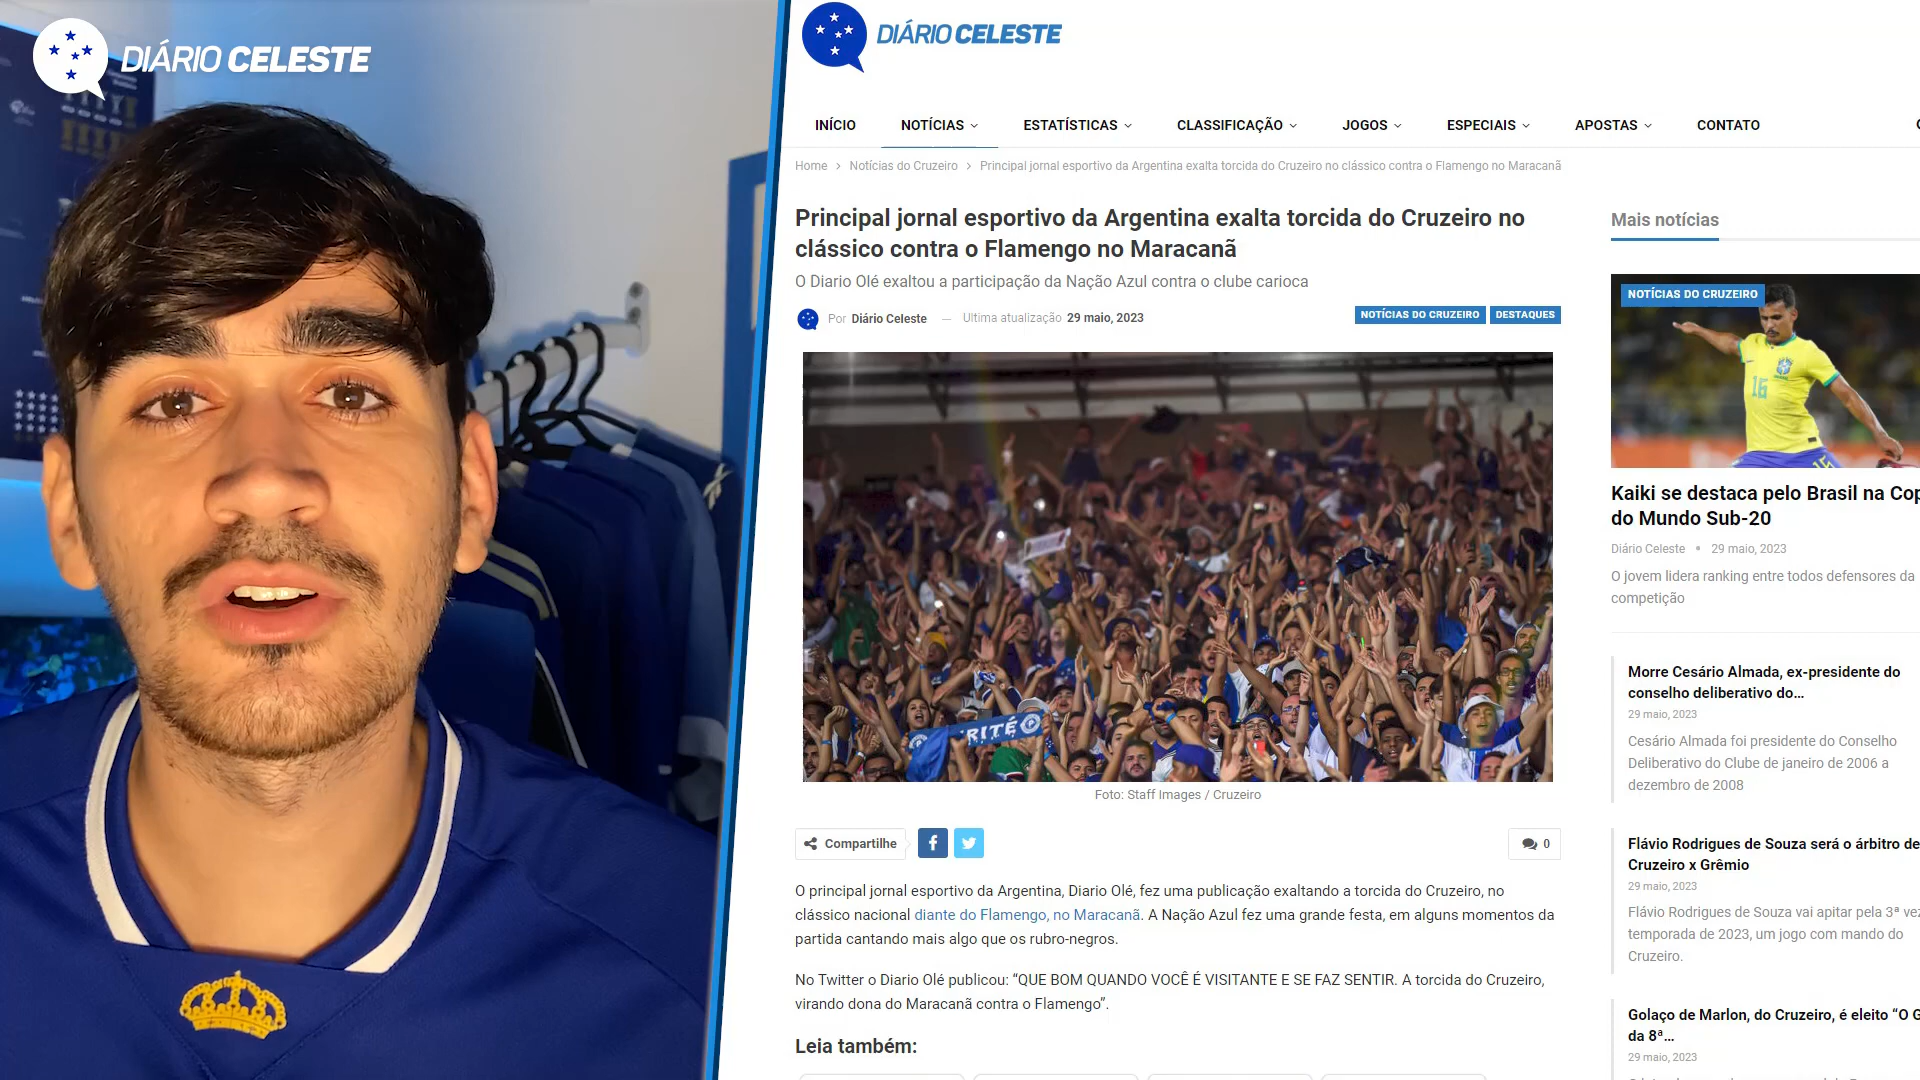 DIÁRIO CELESTE
DIÁRIO CELESTE
INÍCIO
NOTÍCIAS
ESTATÍSTICAS
CLASSIFICAÇÃO
JOGOS
ESPECIAIS
APOSTAS
CONTATO
Home > Notícias do Cruzeiro > Principal jornal esportivo da Argentina exalta torcida do Cruzeiro no clássico contra o Flamengo no Maracanã
Principal jornal esportivo da Argentina exalta torcida do Cruzeiro no
clássico contra o Flamengo no Maracanã
O Diario Olé exaltou a participação da Nação Azul contra o clube carioca
Por Diário Celeste — Ultima atualização 29 maio, 2023
NOTÍCIAS DO CRUZEIRO
DESTAQUES
RITÉ
Foto: Staff Images / Cruzeiro
Compartilhe
0
O principal jornal esportivo da Argentina, Diario Olé, fez uma publicação exaltando a torcida do Cruzeiro, no
clássico nacional diante do Flamengo, no Maracanã. A Nação Azul fez uma grande festa, em alguns momentos da
partida cantando mais algo que os rubro-negros.
No Twitter o Diario Olé publicou: “QUE BOM QUANDO VOCÊ É VISITANTE E SE FAZ SENTIR. A torcida do Cruzeiro,
virando dona do Maracanã contra o Flamengo”.
Leia também:
Mais notícias
NOTÍCIAS DO CRUZEIRO
16
Kaiki se destaca pelo Brasil na Cop
do Mundo Sub-20
Diário Celeste • 29 maio, 2023
O jovem lidera ranking entre todos defensores da
competição
Morre Cesário Almada, ex-presidente do
conselho deliberativo do...
29 maio, 2023
Cesário Almada foi presidente do Conselho
Deliberativo do Clube de janeiro de 2006 a
dezembro de 2008
Flávio Rodrigues de Souza será o árbitro de
Cruzeiro x Grêmio
29 maio, 2023
Flávio Rodrigues de Souza vai apitar pela 3ª vez
temporada de 2023, um jogo com mando do
Cruzeiro.
Golaço de Marlon, do Cruzeiro, é eleito “O G
da 8ª...
29 maio, 2023